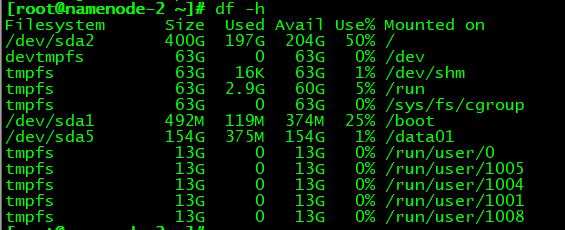 [root@namenode-2 ~]# df -h
Filesystem Size Used Avail Use% Mounted on
/dev/sda2 400G 197G 204G 50% /
devtmpfs 63G 0 63G 0% /dev
tmpfs 63G 16K 63G 1% /dev/shm
tmpfs 63G 2.9G 60G 5% /run
tmpfs 63G 0 63G 0% /sys/fs/cgroup
/dev/sda1 492M 119M 374M 25% /boot
/dev/sda5 154G 375M 154G 1% /data01
tmpfs 13G 0 13G 0% /run/user/0
tmpfs 13G 0 13G 0% /run/user/1005
tmpfs 13G 0 13G 0% /run/user/1004
tmpfs 13G 0 13G 0% /run/user/1001
tmpfs 13G 0 13G 0% /run/user/1008
[root@namenode-2 ~]#